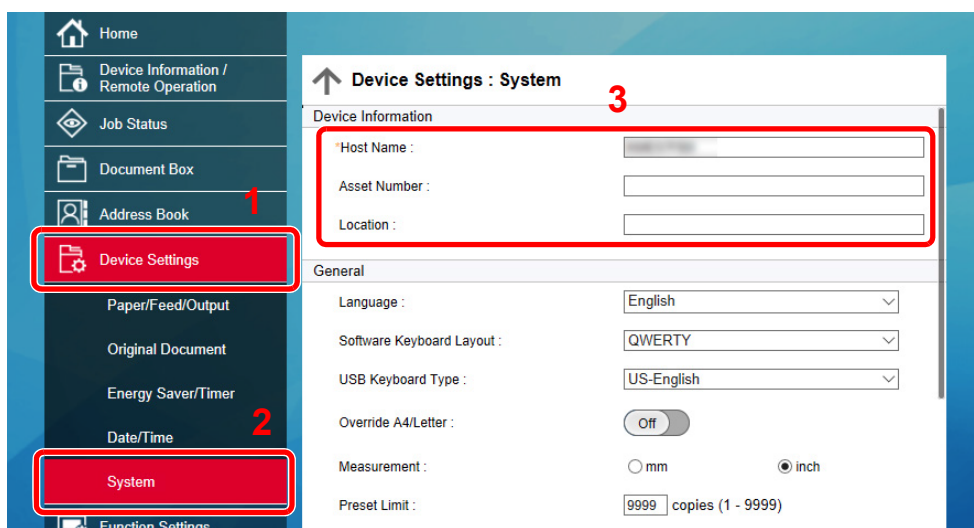 Home
Device Information /
Remote Operation
Job Status
Document Box
1
Address Book
Device Settings
Paper/Feed/Output
Original Document
Energy Saver/Timer
2
Date/Time
System
Function Settings
Device Settings : System
3
Device Information
*Host Name :
Asset Number :
Location :
General
Language : English
Software Keyboard Layout : QWERTY
USB Keyboard Type : US-English
Override A4/Letter : Off
Measurement : mm inch
Preset Limit : 9999 copies (1 - 9999)